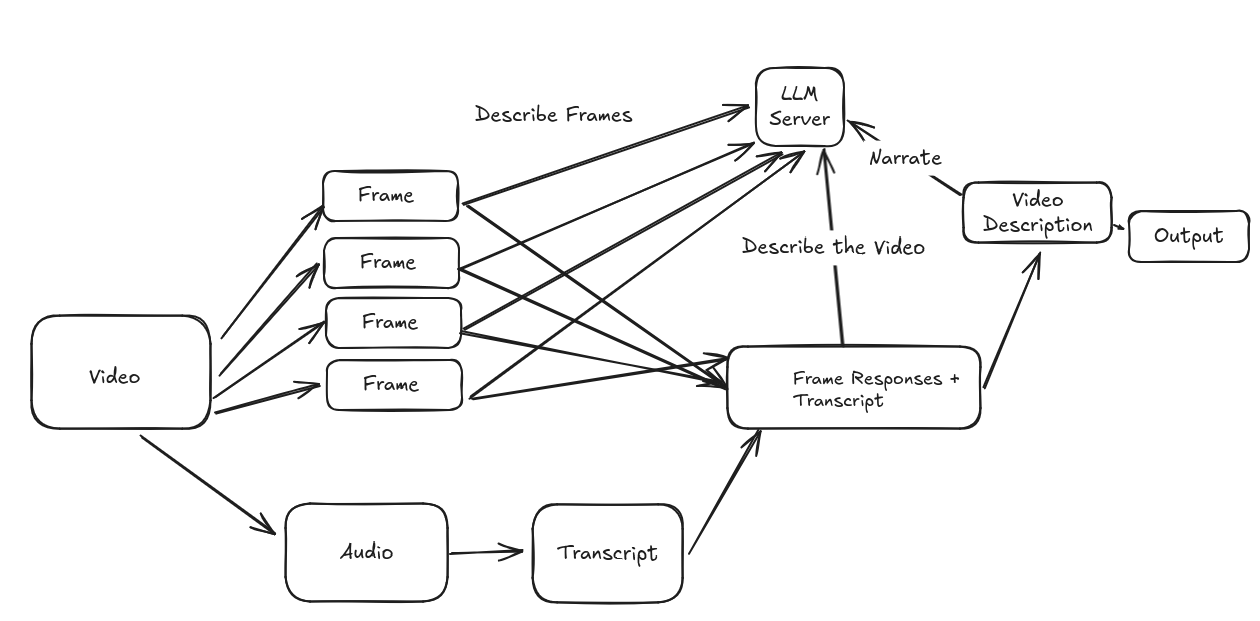 LLM
Server
Describe Frames
Narrate
Frame
Video
Description
Output
Frame
Describe the Video
Frame
Video
Frame
Frame Responses +
Transcript
Audio
Transcript